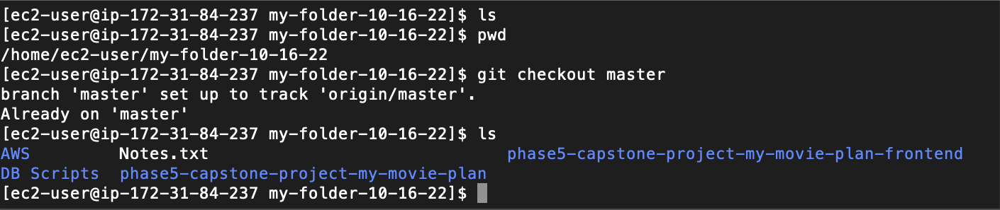 [ec2-user@ip-172-31-84-237 my-folder-10-16-22]$ ls
[ec2-user@ip-172-31-84-237 my-folder-10-16-22]$ pwd
/home/ec2-user/my-folder-10-16-22
[ec2-user@ip-172-31-84-237 my-folder-10-16-22]$ git checkout master
branch 'master' set up to track 'origin/master'.
Already on 'master'
[ec2-user@ip-172-31-84-237 my-folder-10-16-22]$ ls
AWS         Notes.txt                              phase5-capstone-project-my-movie-plan-frontend
DB Scripts  phase5-capstone-project-my-movie-plan
[ec2-user@ip-172-31-84-237 my-folder-10-16-22]$